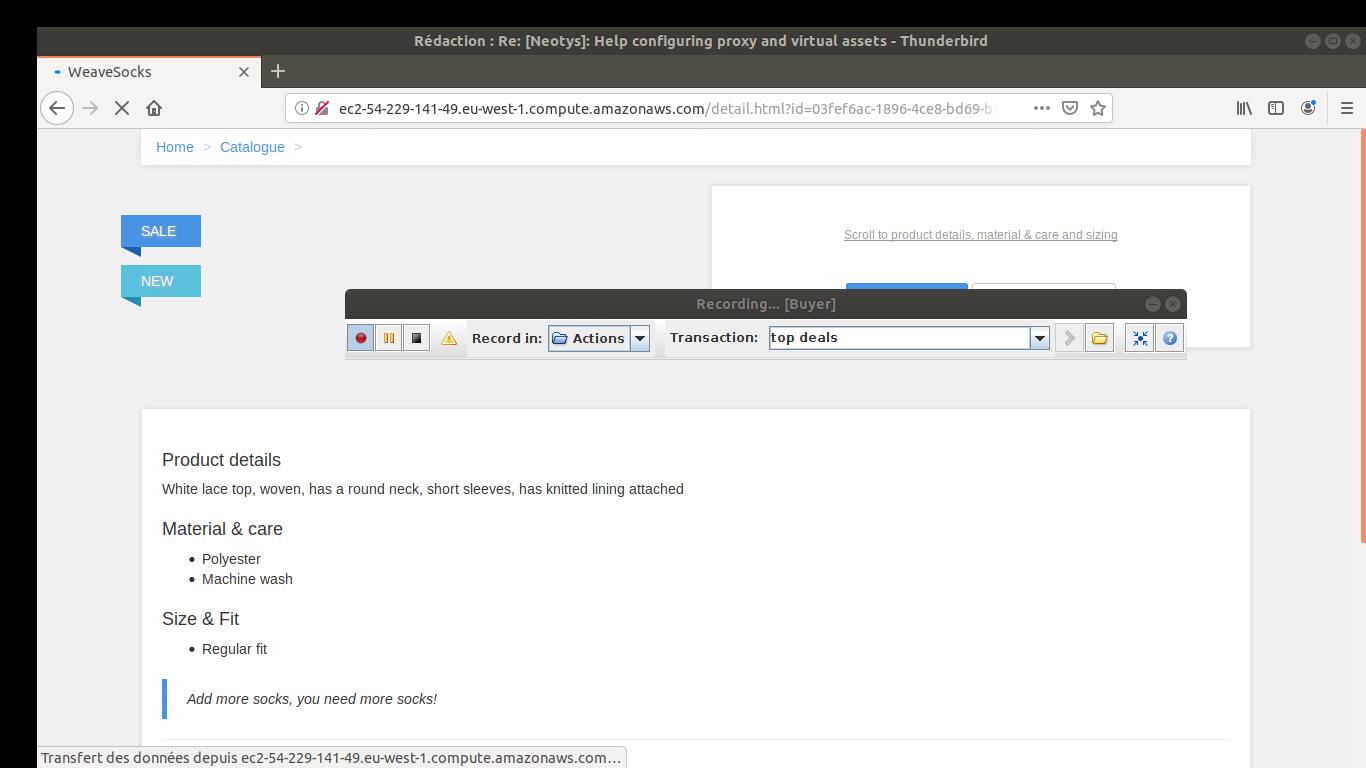 Rédaction : Re: [Neotys]: Help configuring proxy and virtual assets - Thunderbird
WeaveSocks
ec2-54-229-141-49.eu-west-1.compute.amazonaws.com/detail.html?id=03fef6ac-1896-4ce8-bd69-b
Home > Catalogue >
SALE
NEW
Scroll to product details, material & care and sizing
Recording... [Buyer]
Record in: Actions Transaction: top deals
Product details
White lace top, woven, has a round neck, short sleeves, has knitted lining attached
Material & care
Polyester
Machine wash
Size & Fit
Regular fit
Add more socks, you need more socks!
Transfert des données depuis ec2-54-229-141-49.eu-west-1.compute.amazonaws.com…